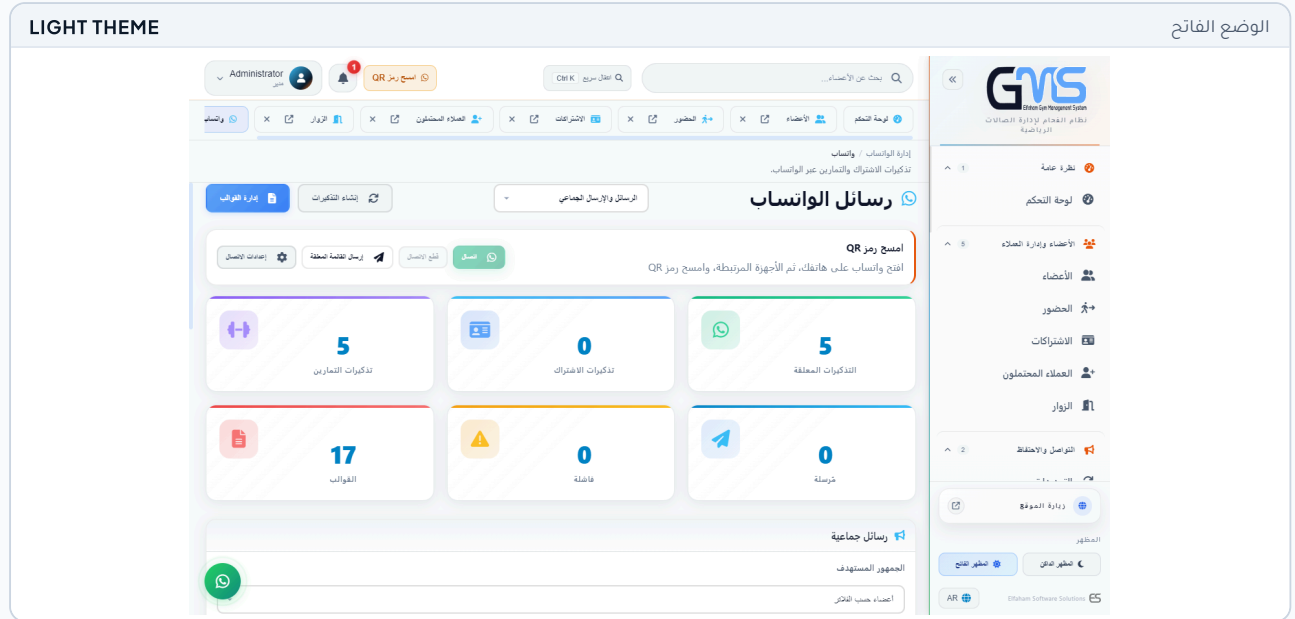 LIGHT THEME
الوضع الفاتح
GMS
Elfsham Gym Management System
نظام الفحام لإدارة الصالات
الرياضية
بحث عن الأعضاء...
انتقال سريع Ctrl K
امسح رمز QR
1
Administrator
مدير
لوحة التحكم
الأعضاء
الحضور
الاشتراكات
العملاء المحتملون
الزوار
واتساب
إدارة الواتساب / واتساب
تذكيرات الاشتراك والتمارين عبر الواتساب.
رسائل الواتساب
الرسائل والإرسال الجماعي
إنشاء التذكيرات
إدارة القوالب
امسح رمز QR
افتح واتساب على هاتفك، ثم الأجهزة المرتبطة، وامسح رمز QR
اتصال
قطع الاتصال
إرسال القائمة المعلقة
إعدادات الاتصال
5
التذكيرات المعلقة
0
تذكيرات الاشتراك
5
تذكيرات التمارين
0
مُرسلة
0
فاشلة
17
القوالب
رسائل جماعية
الجمهور المستهدف
أعضاء حسب الفلاتر
نظرة عامة
1
لوحة التحكم
الأعضاء وإدارة العملاء
5
الأعضاء
الحضور
الاشتراكات
العملاء المحتملون
الزوار
التواصل والاحتفاظ
2
زيارة الموقع
المظهر
المظهر الداكن
المظهر الفاتح
AR
Elfsham Software Solutions